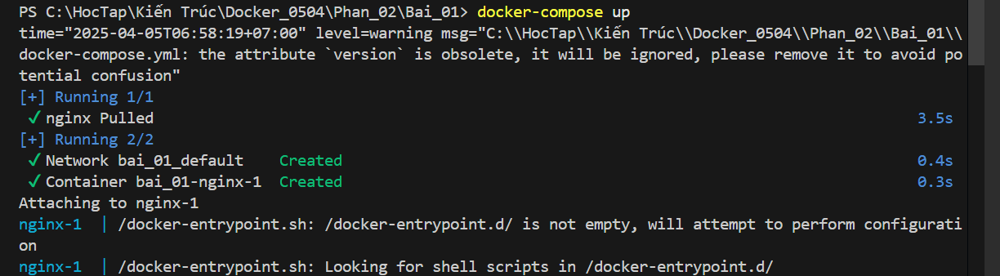 PS C:\HocTap\Kiến Trúc\Docker_0504\Phan_02\Bai_01> docker-compose up
time="2025-04-05T06:58:19+07:00" level=warning msg="C:\\HocTap\\Kiến Trúc\\Docker_0504\\Phan_02\\Bai_01\\
docker-compose.yml: the attribute `version` is obsolete, it will be ignored, please remove it to avoid po
tential confusion"
[+] Running 1/1
✓ nginx Pulled 3.5s
[+] Running 2/2
✓ Network bai_01_default Created 0.4s
✓ Container bai_01-nginx-1 Created 0.3s
Attaching to nginx-1
nginx-1 | /docker-entrypoint.sh: /docker-entrypoint.d/ is not empty, will attempt to perform configurati
on
nginx-1 | /docker-entrypoint.sh: Looking for shell scripts in /docker-entrypoint.d/